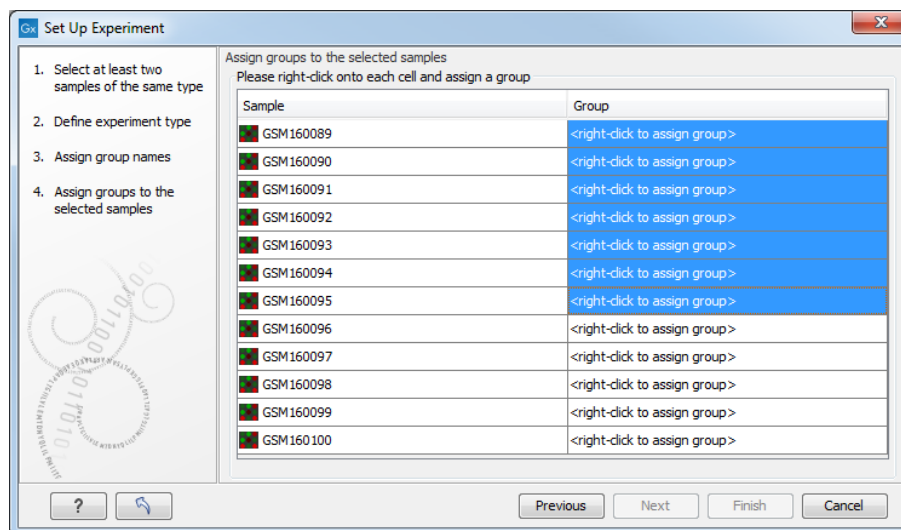 Gx Set Up Experiment
1. Select at least two
samples of the same type
2. Define experiment type
3. Assign group names
4. Assign groups to the
selected samples
Assign groups to the selected samples
Please right-click onto each cell and assign a group
Sample Group
GSM160089 <right-click to assign group>
GSM160090 <right-click to assign group>
GSM160091 <right-click to assign group>
GSM160092 <right-click to assign group>
GSM160093 <right-click to assign group>
GSM160094 <right-click to assign group>
GSM160095 <right-click to assign group>
GSM160096 <right-click to assign group>
GSM160097 <right-click to assign group>
GSM160098 <right-click to assign group>
GSM160099 <right-click to assign group>
GSM160100 <right-click to assign group>
? Previous Next Finish Cancel